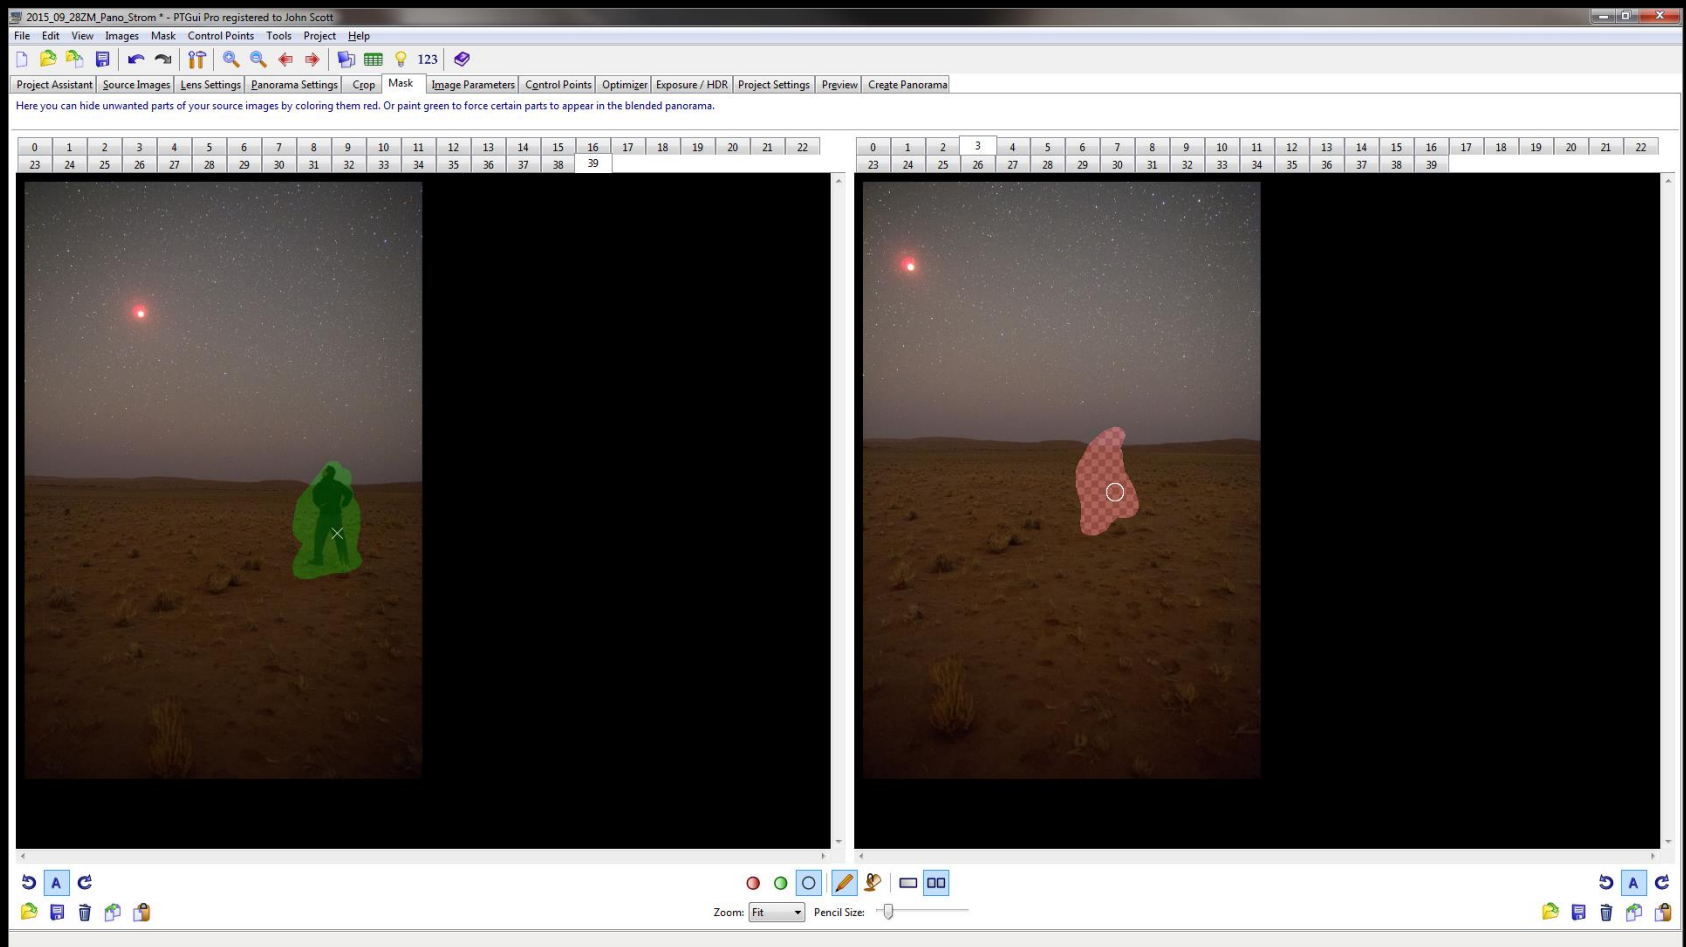 2015_09_28ZM_Pano_Strom * - PTGui Pro registered to John Scott
File Edit View Images Mask Control Points Tools Project Help
123
Project Assistant Source Images Lens Settings Panorama Settings Crop Mask Image Parameters Control Points Optimizer Exposure / HDR Project Settings Preview Create Panorama
Here you can hide unwanted parts of your source images by coloring them red. Or paint green to force certain parts to appear in the blended panorama.
0 1 2 3 4 5 6 7 8 9 10 11 12 13 14 15 16 17 18 19 20 21 22
23 24 25 26 27 28 29 30 31 32 33 34 35 36 37 38 39
0 1 2 3 4 5 6 7 8 9 10 11 12 13 14 15 16 17 18 19 20 21 22
23 24 25 26 27 28 29 30 31 32 33 34 35 36 37 38 39
A
A
Zoom: Fit Pencil Size: